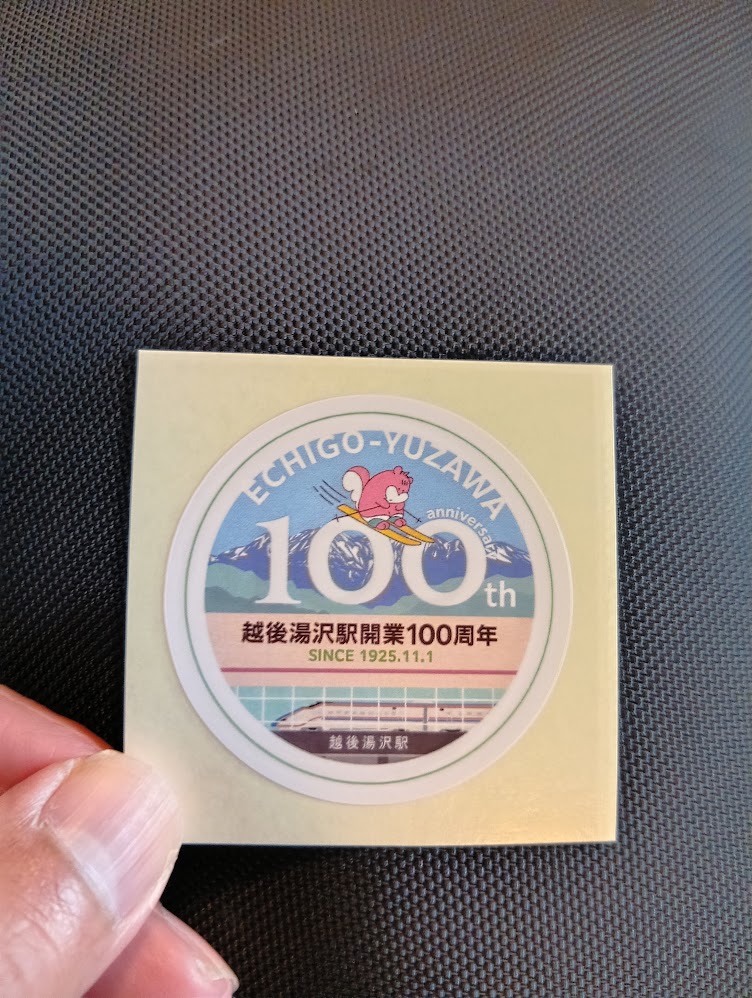 ECHIGO-YUZAWA
anniversary
100th
越後湯沢駅開業100周年
SINCE 1925.11.1
越後湯沢駅